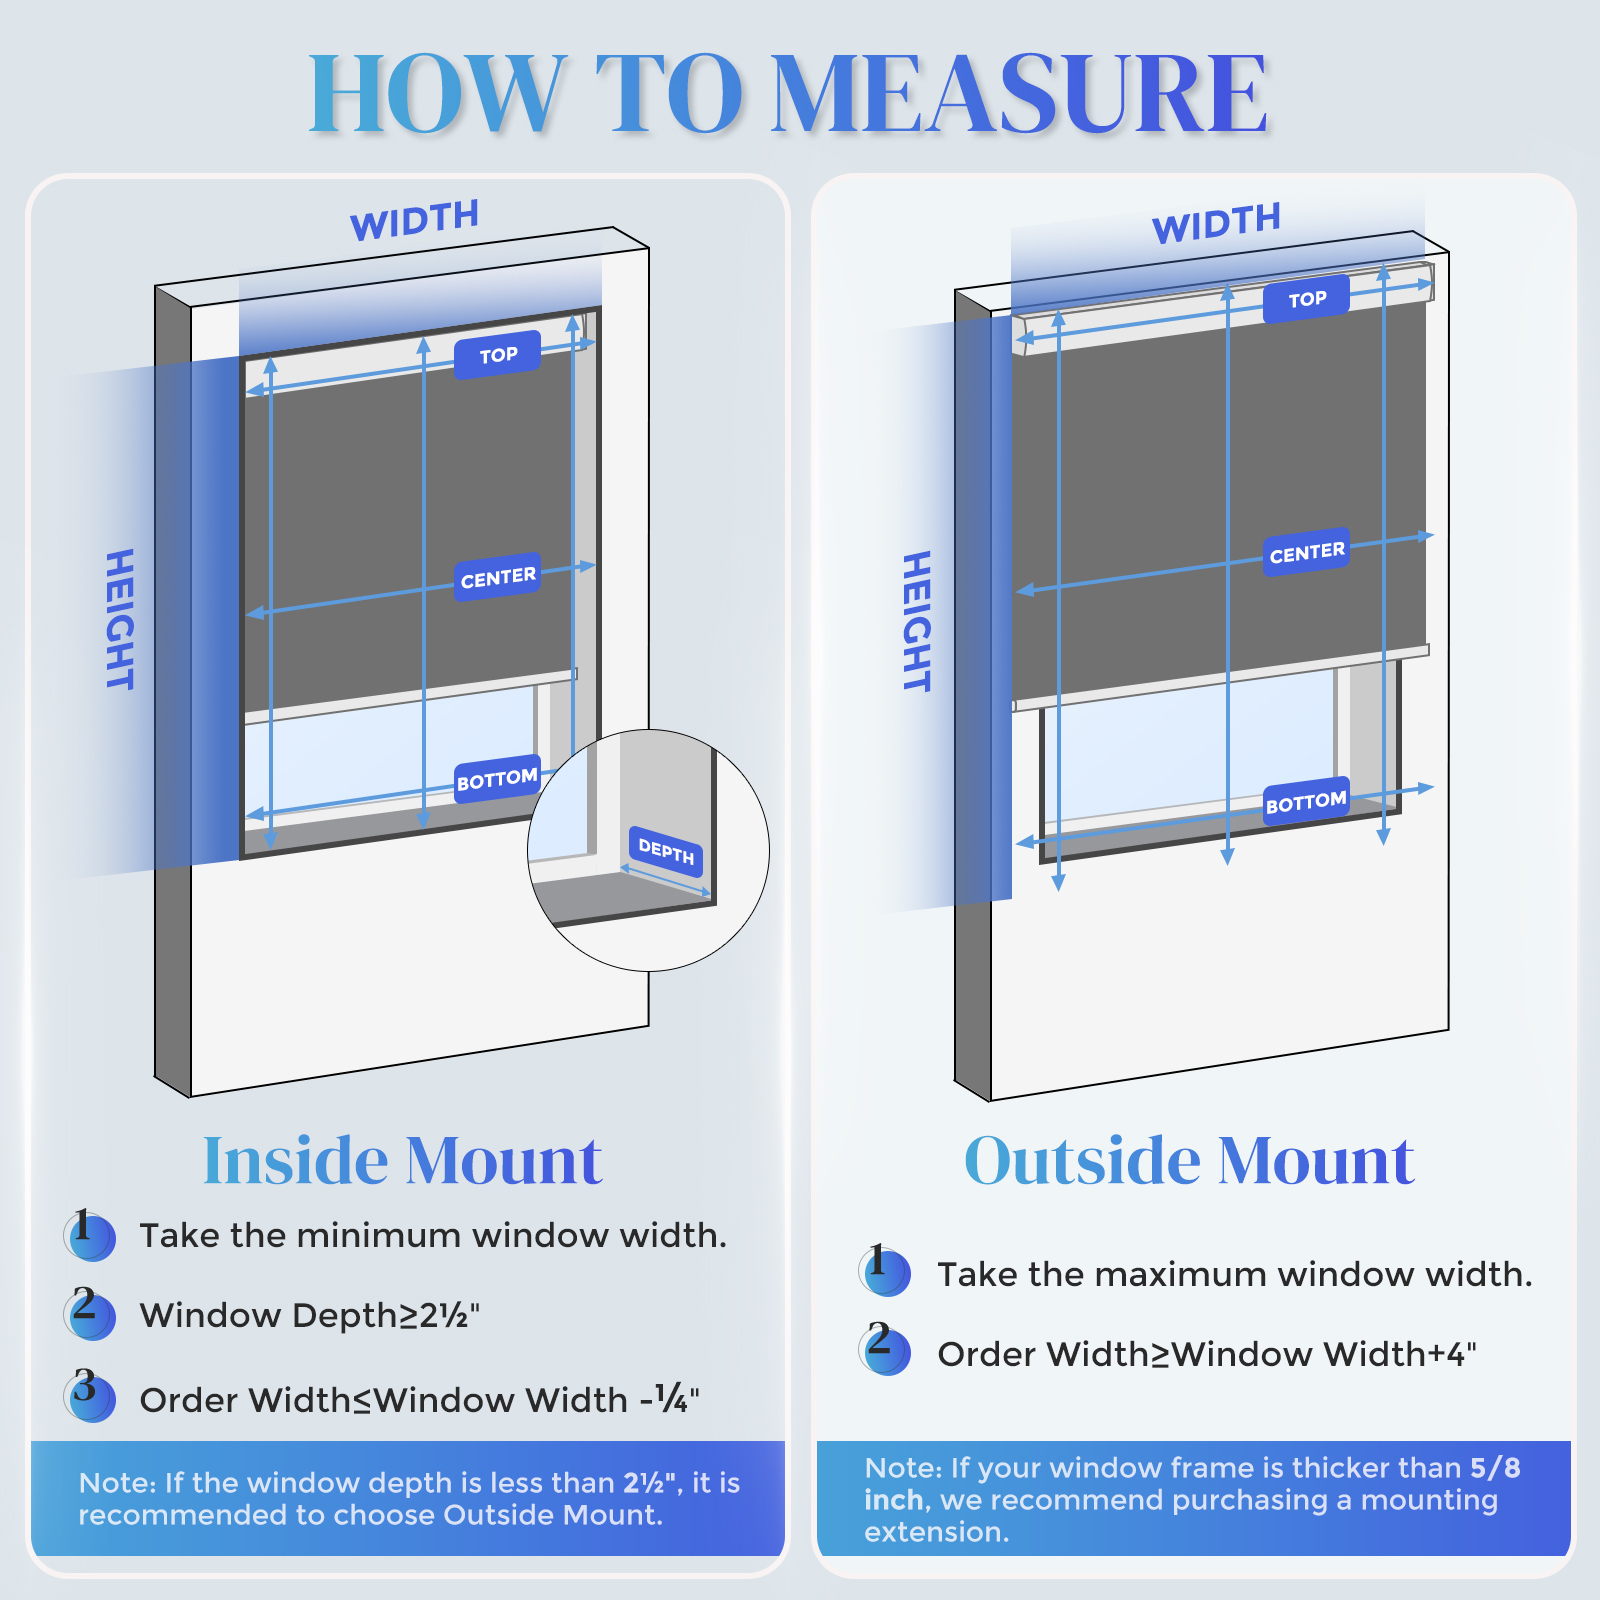 HOW TO MEASURE
WIDTH
TOP
CENTER
BOTTOM
HEIGHT
DEPTH
Inside Mount
1 Take the minimum window width.
2 Window Depth≥2½"
3 Order Width≤Window Width -¼"
Note: If the window depth is less than 2½", it is
recommended to choose Outside Mount.
WIDTH
TOP
CENTER
BOTTOM
HEIGHT
Outside Mount
1 Take the maximum window width.
2 Order Width≥Window Width+4"
Note: If your window frame is thicker than 5/8
inch, we recommend purchasing a mounting
extension.